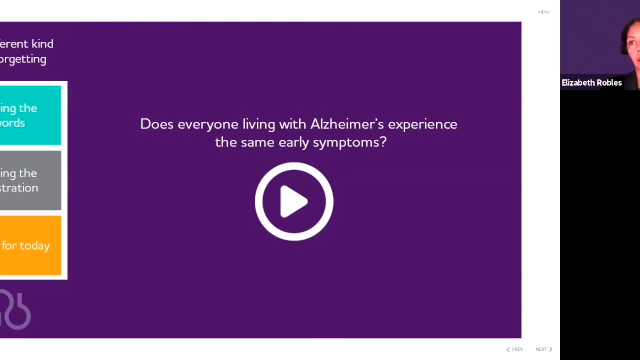 MENU
erent kind
orgetting
ing the
words
ing the
stration
for today
Does everyone living with Alzheimer's experience
the same early symptoms?
Elizabeth Robles
PREV
NEXT